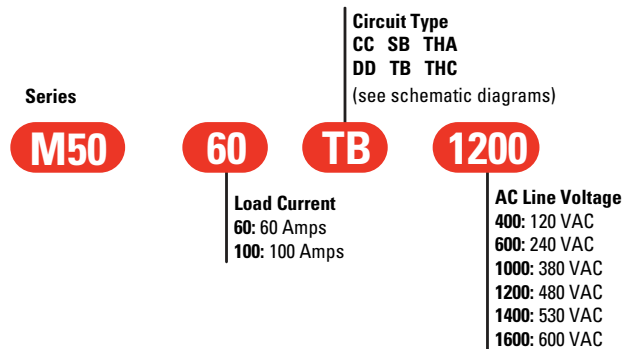 Circuit Type
CC SB THA
DD TB THC
(see schematic diagrams)
Series
M50 60 TB 1200
Load Current
60: 60 Amps
100: 100 Amps
AC Line Voltage
400: 120 VAC
600: 240 VAC
1000: 380 VAC
1200: 480 VAC
1400: 530 VAC
1600: 600 VAC